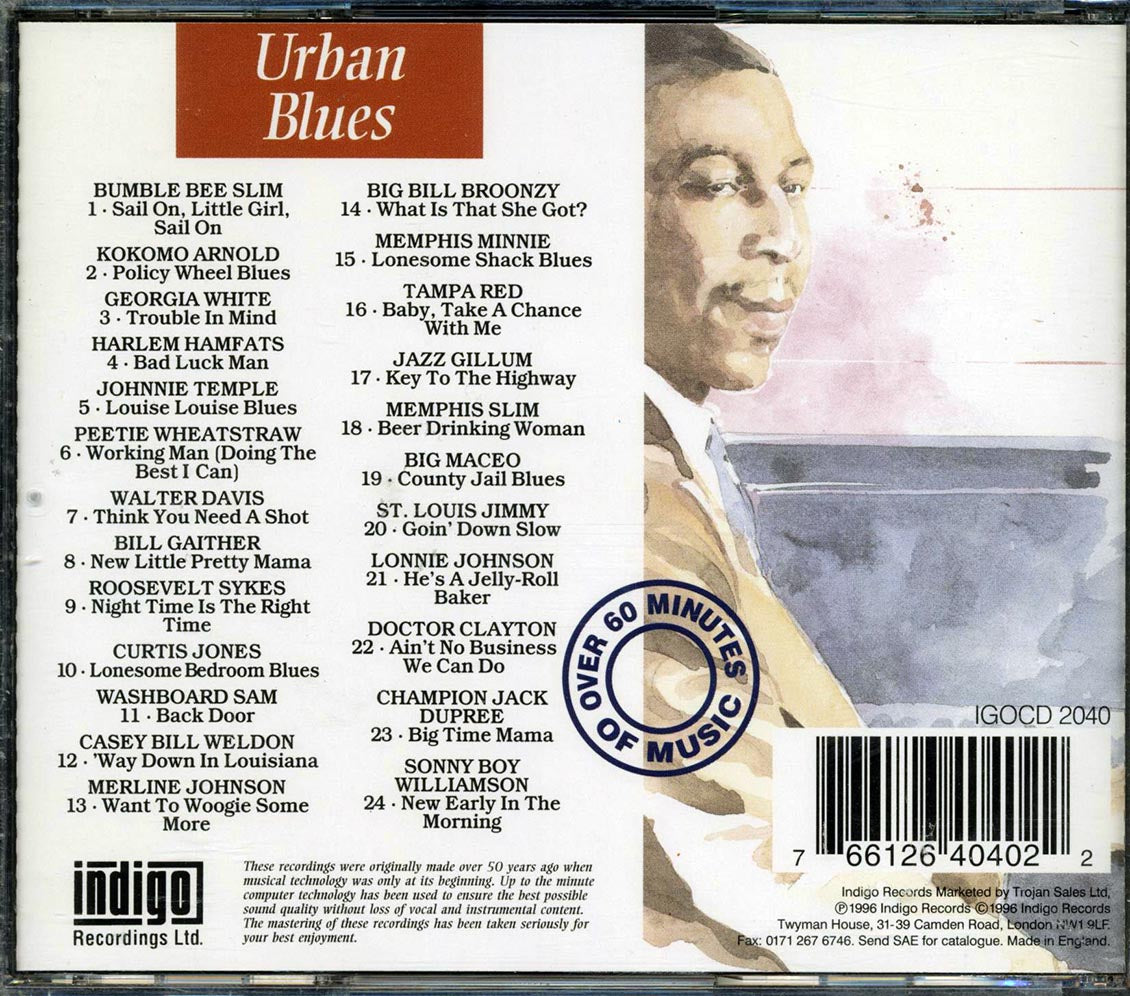 Urban
Blues
BUMBLE BEE SLIM
1 · Sail On, Little Girl,
Sail On
KOKOMO ARNOLD
2 · Policy Wheel Blues
GEORGIA WHITE
3 · Trouble In Mind
HARLEM HAMFATS
4 · Bad Luck Man
JOHNNIE TEMPLE
5 · Louise Louise Blues
PEETIE WHEATSTRAW
6 · Working Man (Doing The
Best I Can)
WALTER DAVIS
7 · Think You Need A Shot
BILL GAITHER
8 · New Little Pretty Mama
ROOSEVELT SYKES
9 · Night Time Is The Right
Time
CURTIS JONES
10 · Lonesome Bedroom Blues
WASHBOARD SAM
11 · Back Door
CASEY BILL WELDON
12 · 'Way Down In Louisiana
MERLINE JOHNSON
13 · Want To Woogie Some
More
BIG BILL BROONZY
14 · What Is That She Got?
MEMPHIS MINNIE
15 · Lonesome Shack Blues
TAMPA RED
16 · Baby, Take A Chance
With Me
JAZZ GILLUM
17 · Key To The Highway
MEMPHIS SLIM
18 · Beer Drinking Woman
BIG MACEO
19 · County Jail Blues
ST. LOUIS JIMMY
20 · Goin' Down Slow
LONNIE JOHNSON
21 · He's A Jelly-Roll
Baker
DOCTOR CLAYTON
22 · Ain't No Business
We Can Do
CHAMPION JACK
DUPREE
23 · Big Time Mama
SONNY BOY
WILLIAMSON
24 · New Early In The
Morning
OVER 60 MINUTES
OF MUSIC
IGOCD 2040
7 66126 40402 2
indigo
Recordings Ltd.
These recordings were originally made over 50 years ago when
musical technology was only at its beginning. Up to the minute
computer technology has been used to ensure the best possible
sound quality without loss of vocal and instrumental content.
The mastering of these recordings has been taken seriously for
your best enjoyment.
Indigo Records Marketed by Trojan Sales Ltd,
℗1996 Indigo Records ©1996 Indigo Records
Twyman House, 31-39 Camden Road, London NW1 9LF.
Fax: 0171 267 6746. Send SAE for catalogue. Made in England.